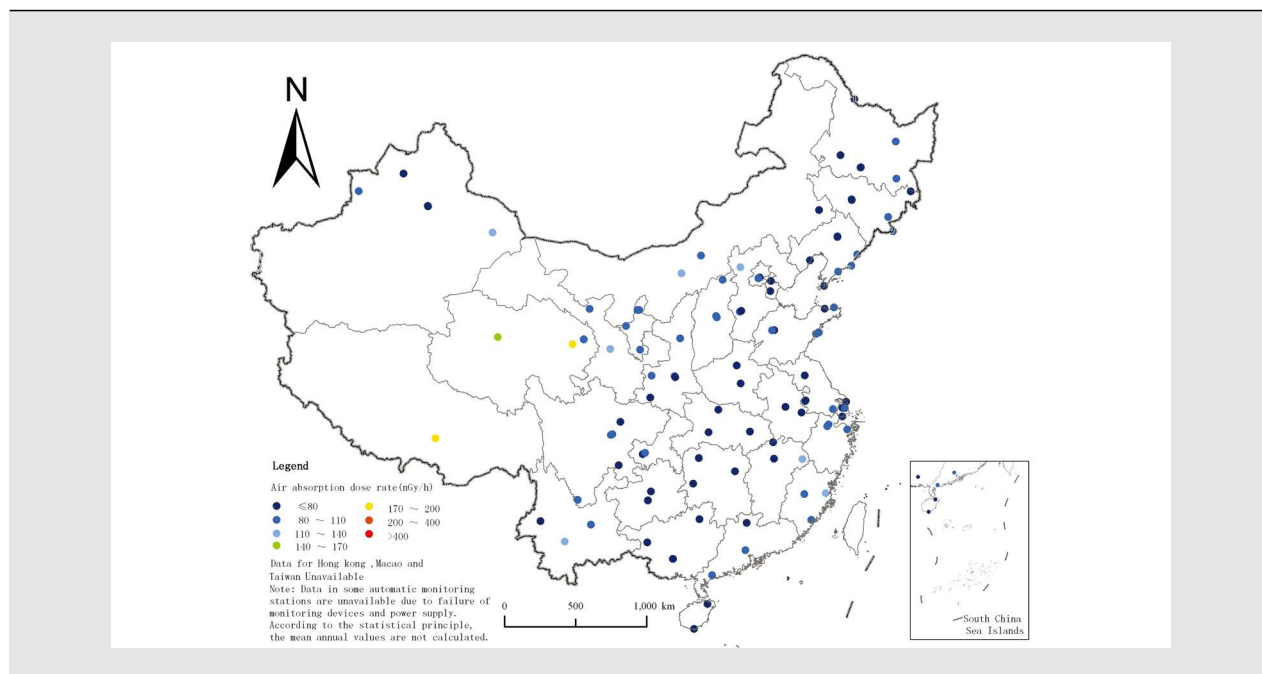 N
Legend
Air absorption dose rate(nGy/h)
≤80
170 ～ 200
80 ～ 110
200 ～ 400
110 ～ 140
>400
140 ～ 170
Data for Hong kong ,Macao and
Taiwan Unavailable
Note: Data in some automatic monitoring
stations are unavailable due to failure of
monitoring devices and power supply.
According to the statistical principle,
the mean annual values are not calculated.
0 500 1,000 km
South China
Sea Islands